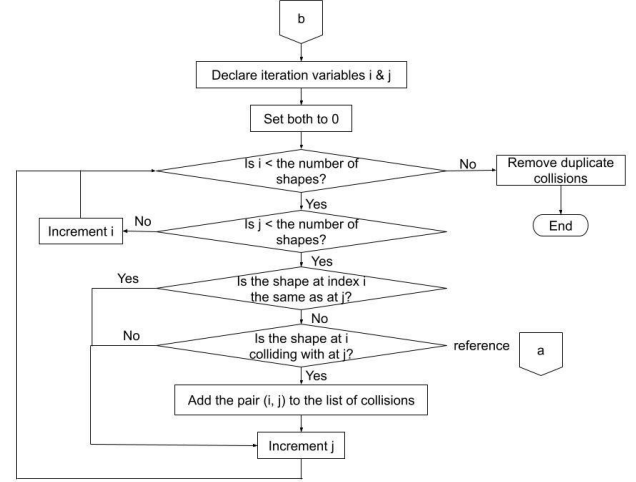 b
Declare iteration variables i & j
Set both to 0
Is i < the number of
shapes?
No
Remove duplicate
collisions
Yes
End
Is j < the number of
shapes?
No
Increment i
Yes
Is the shape at index i
the same as at j?
Yes
No
Is the shape at i
colliding with at j?
No
reference
a
Yes
Add the pair (i, j) to the list of collisions
Increment j